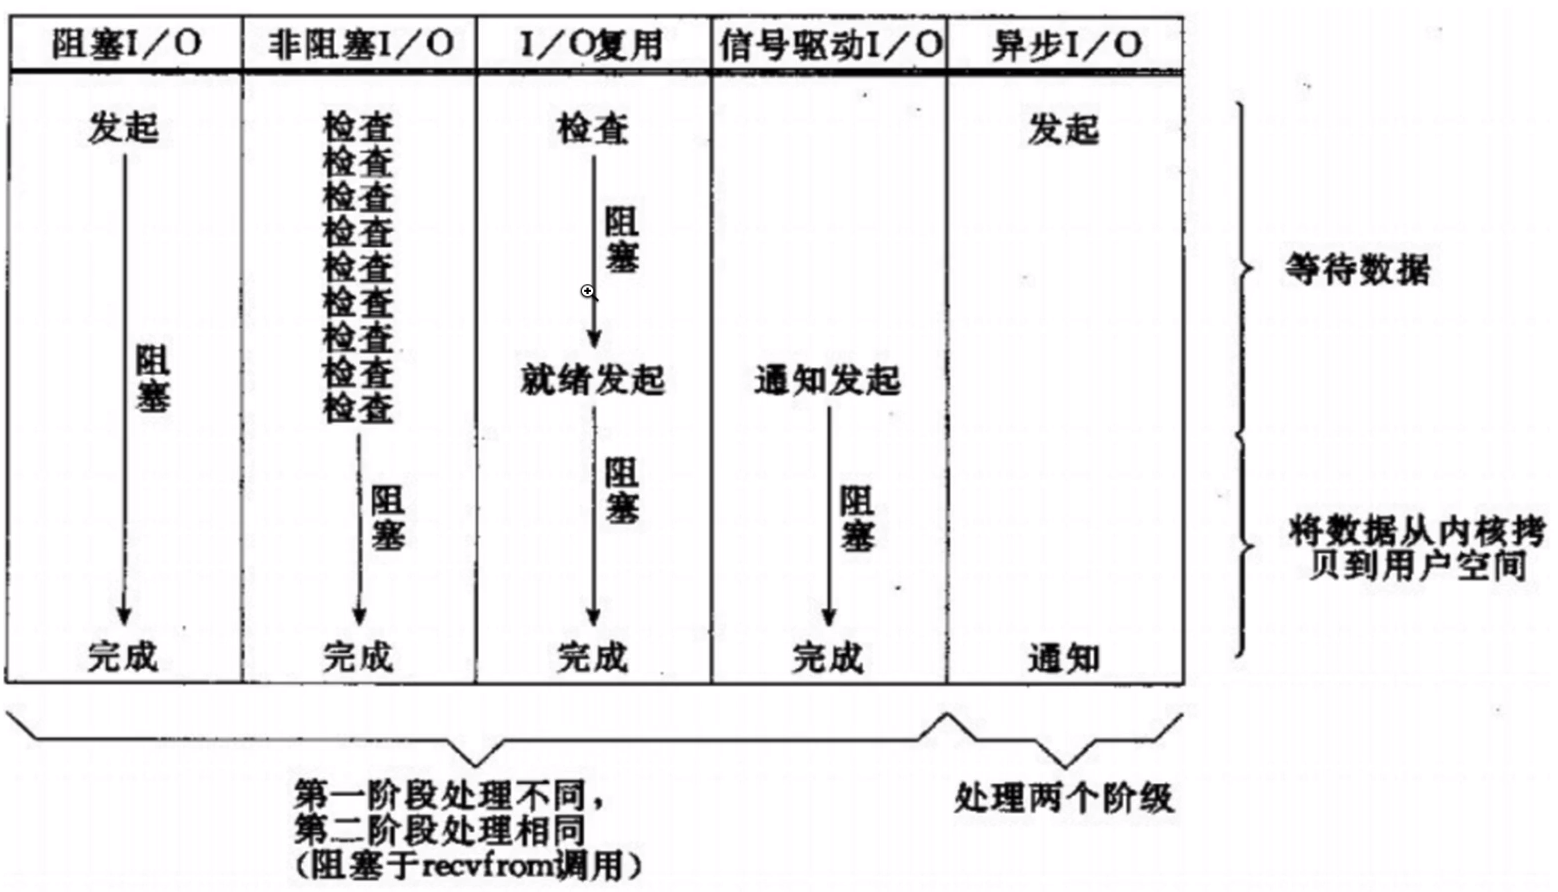 阻塞I/O 非阻塞I/O I/O复用 信号驱动I/O 异步I/O
发起 检查 检查 发起
检查
检查
检查
检查
检查
检查
检查
检查
阻塞
阻塞
阻塞
就绪发起 通知发起
阻塞
阻塞
完成 完成 完成 完成 通知
等待数据
将数据从内核拷
贝到用户空间
第一阶段处理不同，
第二阶段处理相同
(阻塞于recvfrom调用)
处理两个阶级